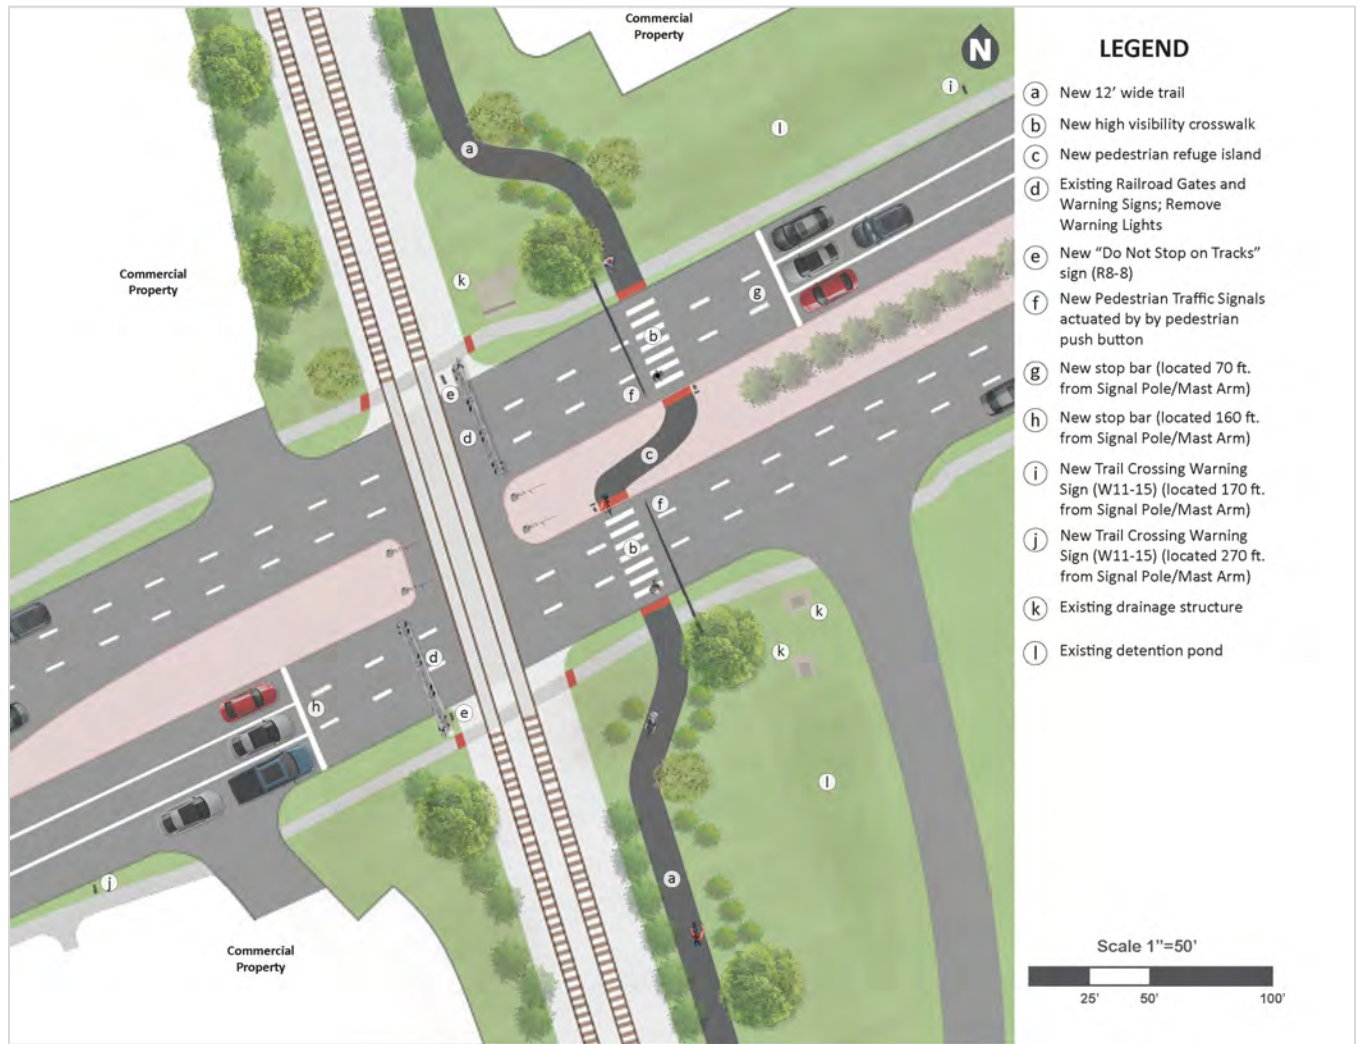 Commercial
Property
N
i
l
a
Commercial
Property
k
g
b
e
f
d
c
f
b
k
k
d
h
e
l
a
j
Commercial
Property
LEGEND
a New 12' wide trail
b New high visibility crosswalk
c New pedestrian refuge island
d Existing Railroad Gates and
Warning Signs; Remove
Warning Lights
e New “Do Not Stop on Tracks”
sign (R8-8)
f New Pedestrian Traffic Signals
actuated by by pedestrian
push button
g New stop bar (located 70 ft.
from Signal Pole/Mast Arm)
h New stop bar (located 160 ft.
from Signal Pole/Mast Arm)
i New Trail Crossing Warning
Sign (W11-15) (located 170 ft.
from Signal Pole/Mast Arm)
j New Trail Crossing Warning
Sign (W11-15) (located 270 ft.
from Signal Pole/Mast Arm)
k Existing drainage structure
l Existing detention pond
Scale 1"=50'
25' 50' 100'